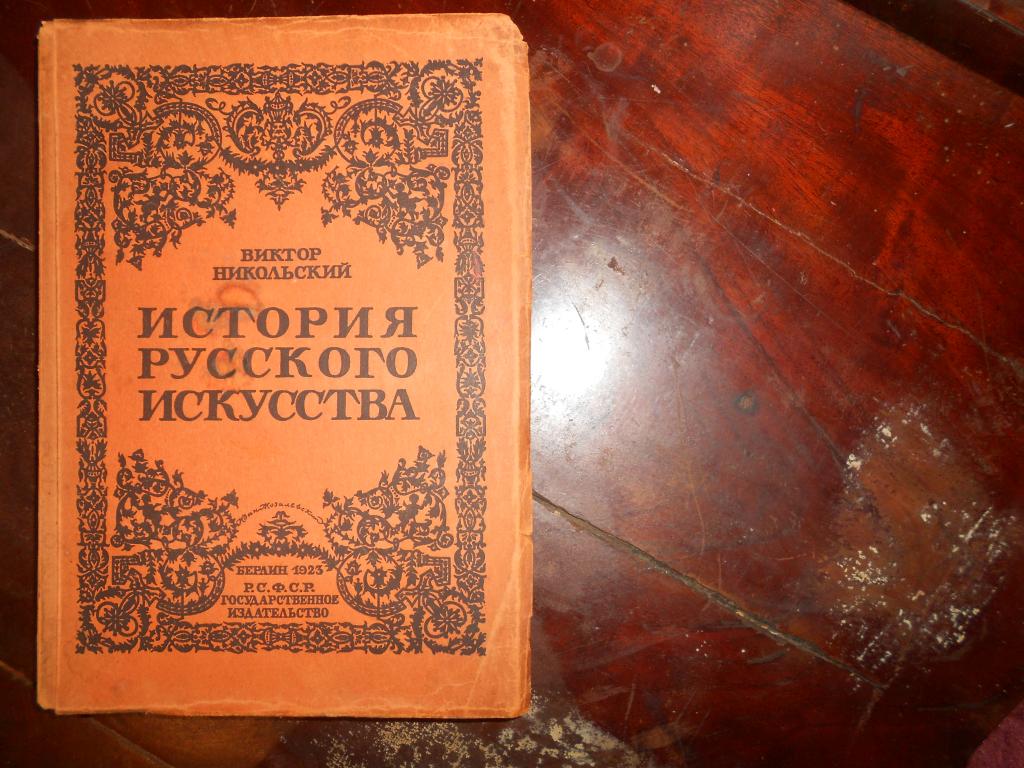 ВИКТОР
НИКОЛЬСКИЙ
ИСТОРИЯ
РУССКОГО
ИСКУССТВА
БЕРЛИН 1923
Р.С.Ф.С.Р.
ГОСУДАРСТВЕННОЕ
ИЗДАТЕЛЬСТВО